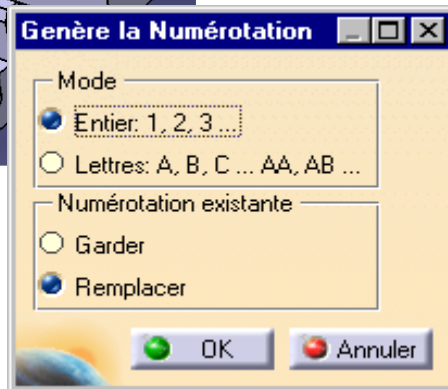 Genère la Numérotation
Mode
Entier: 1, 2, 3 ...
Lettres: A, B, C ... AA, AB ...
Numérotation existante
Garder
Remplacer
OK
Annuler